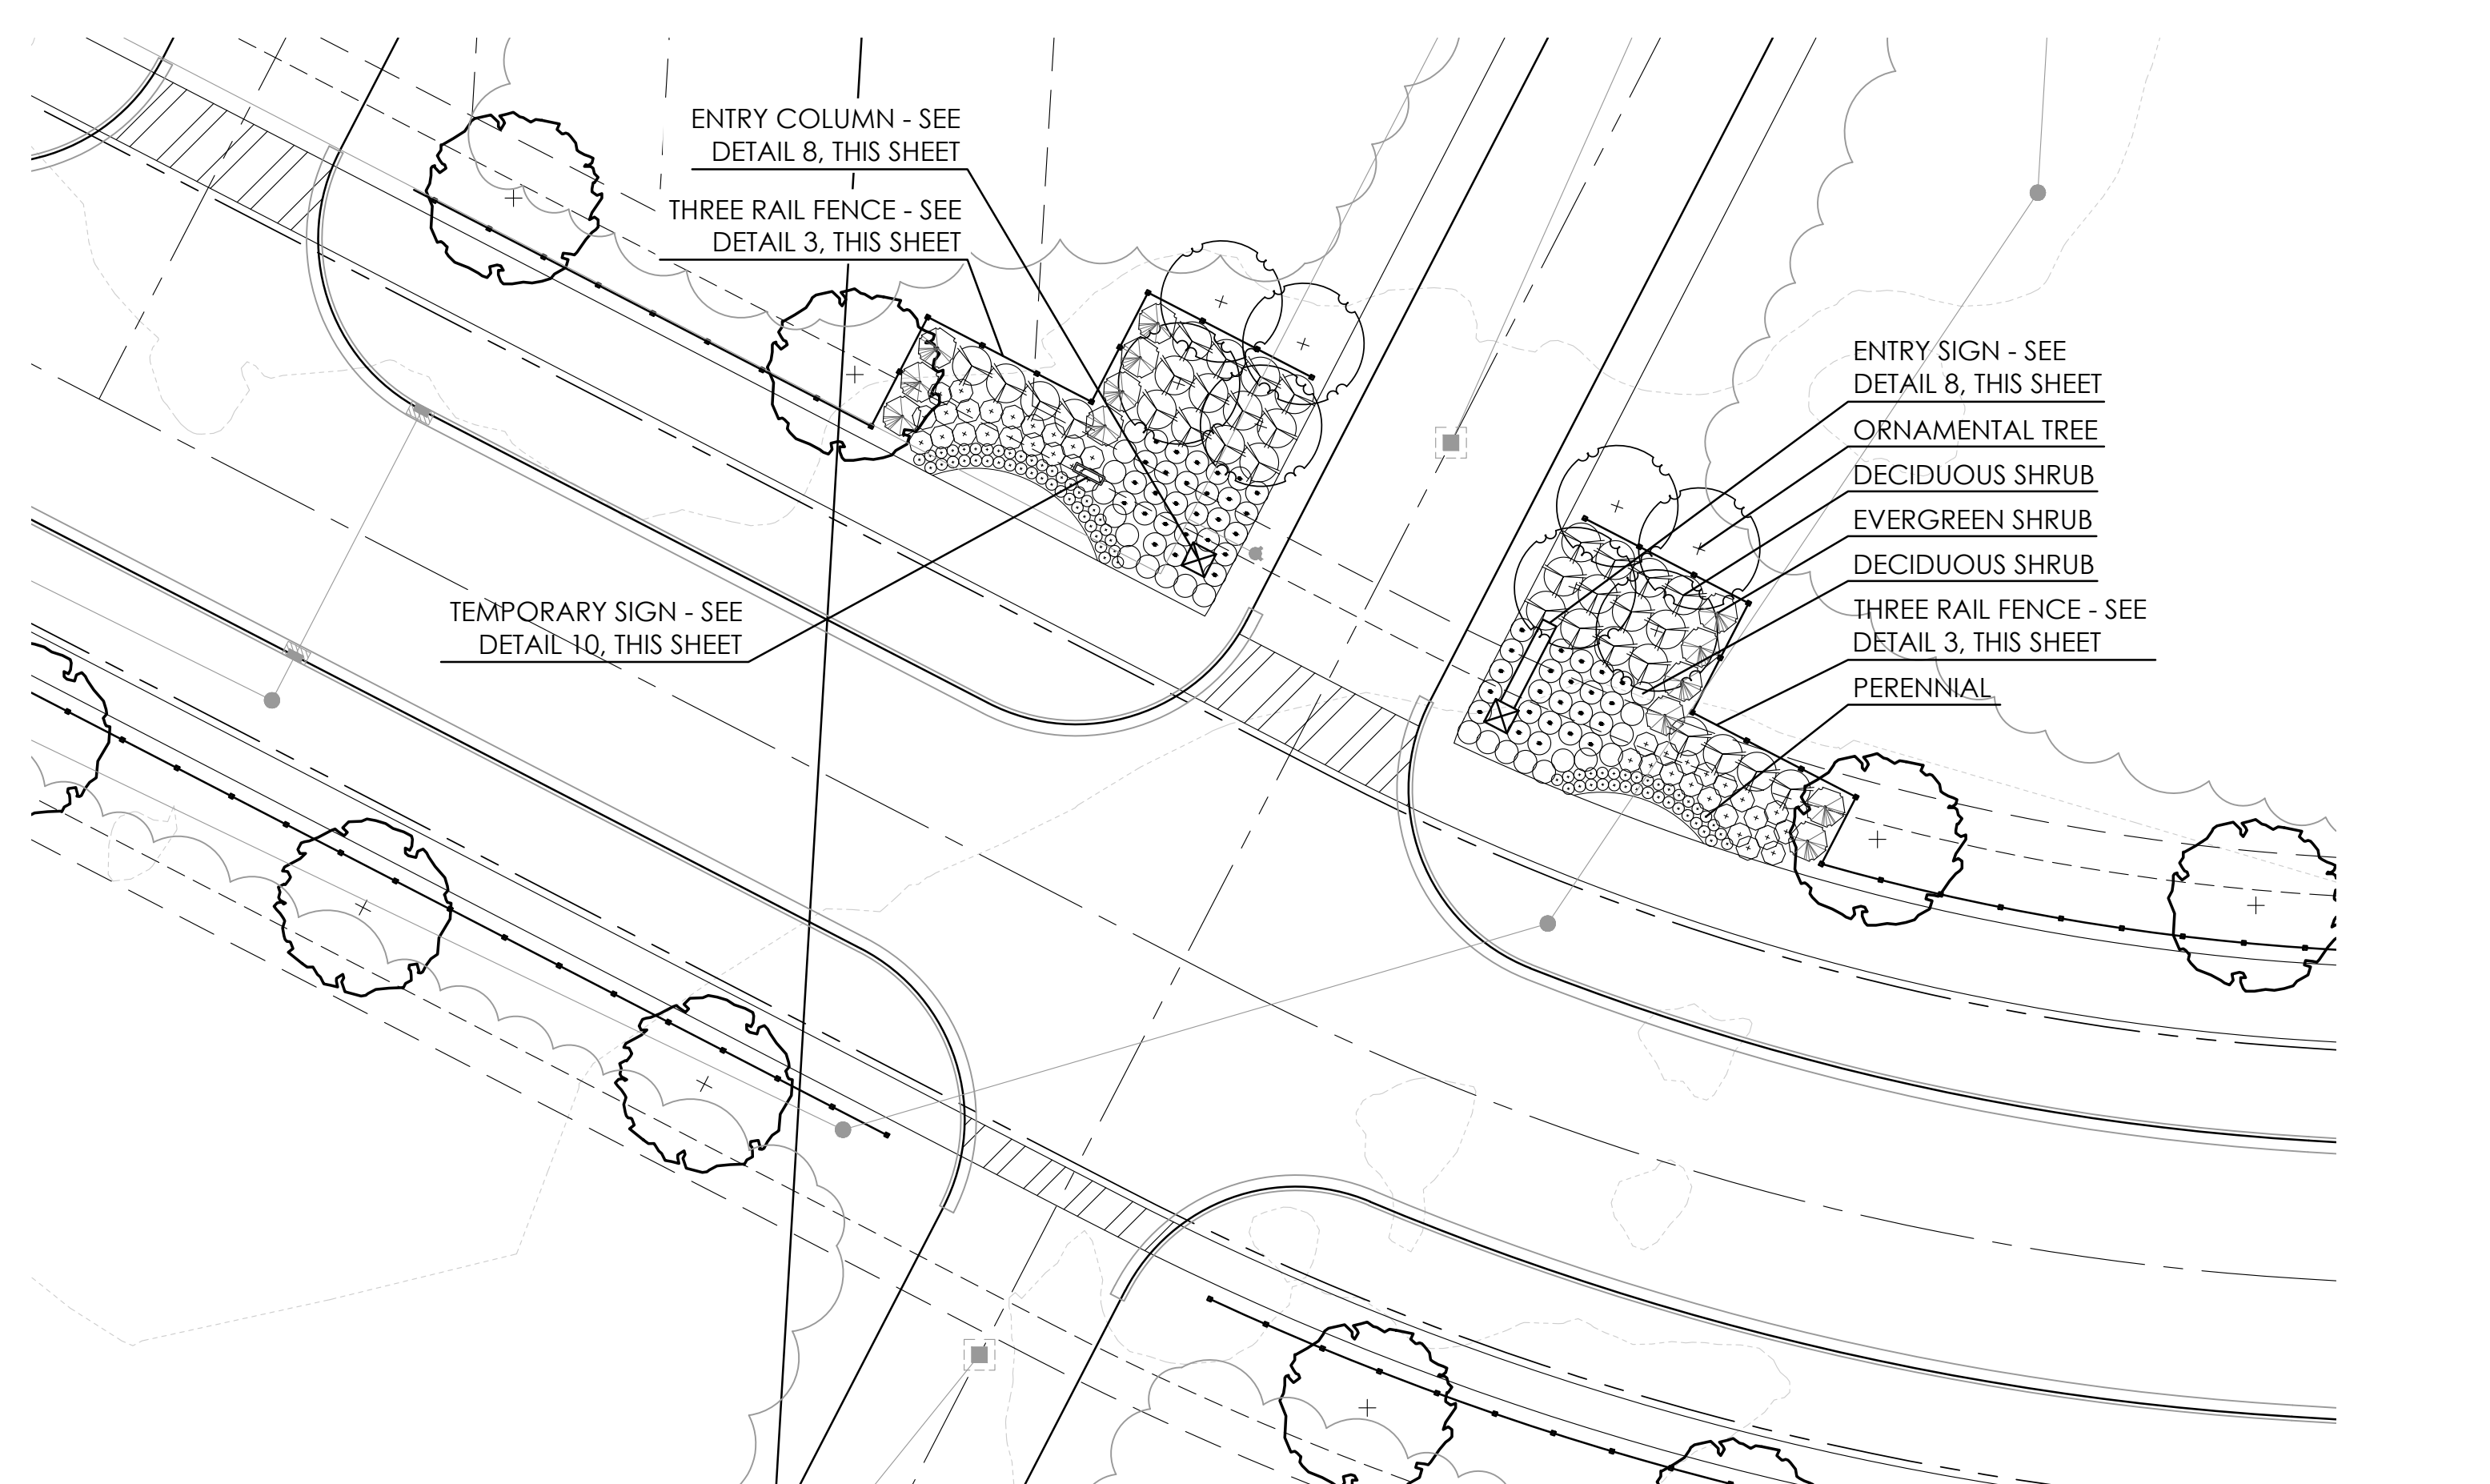 ENTRY COLUMN - SEE
DETAIL 8, THIS SHEET
THREE RAIL FENCE - SEE
DETAIL 3, THIS SHEET
TEMPORARY SIGN - SEE
DETAIL 10, THIS SHEET
ENTRY SIGN - SEE
DETAIL 8, THIS SHEET
ORNAMENTAL TREE
DECIDUOUS SHRUB
EVERGREEN SHRUB
DECIDUOUS SHRUB
THREE RAIL FENCE - SEE
DETAIL 3, THIS SHEET
PERENNIAL